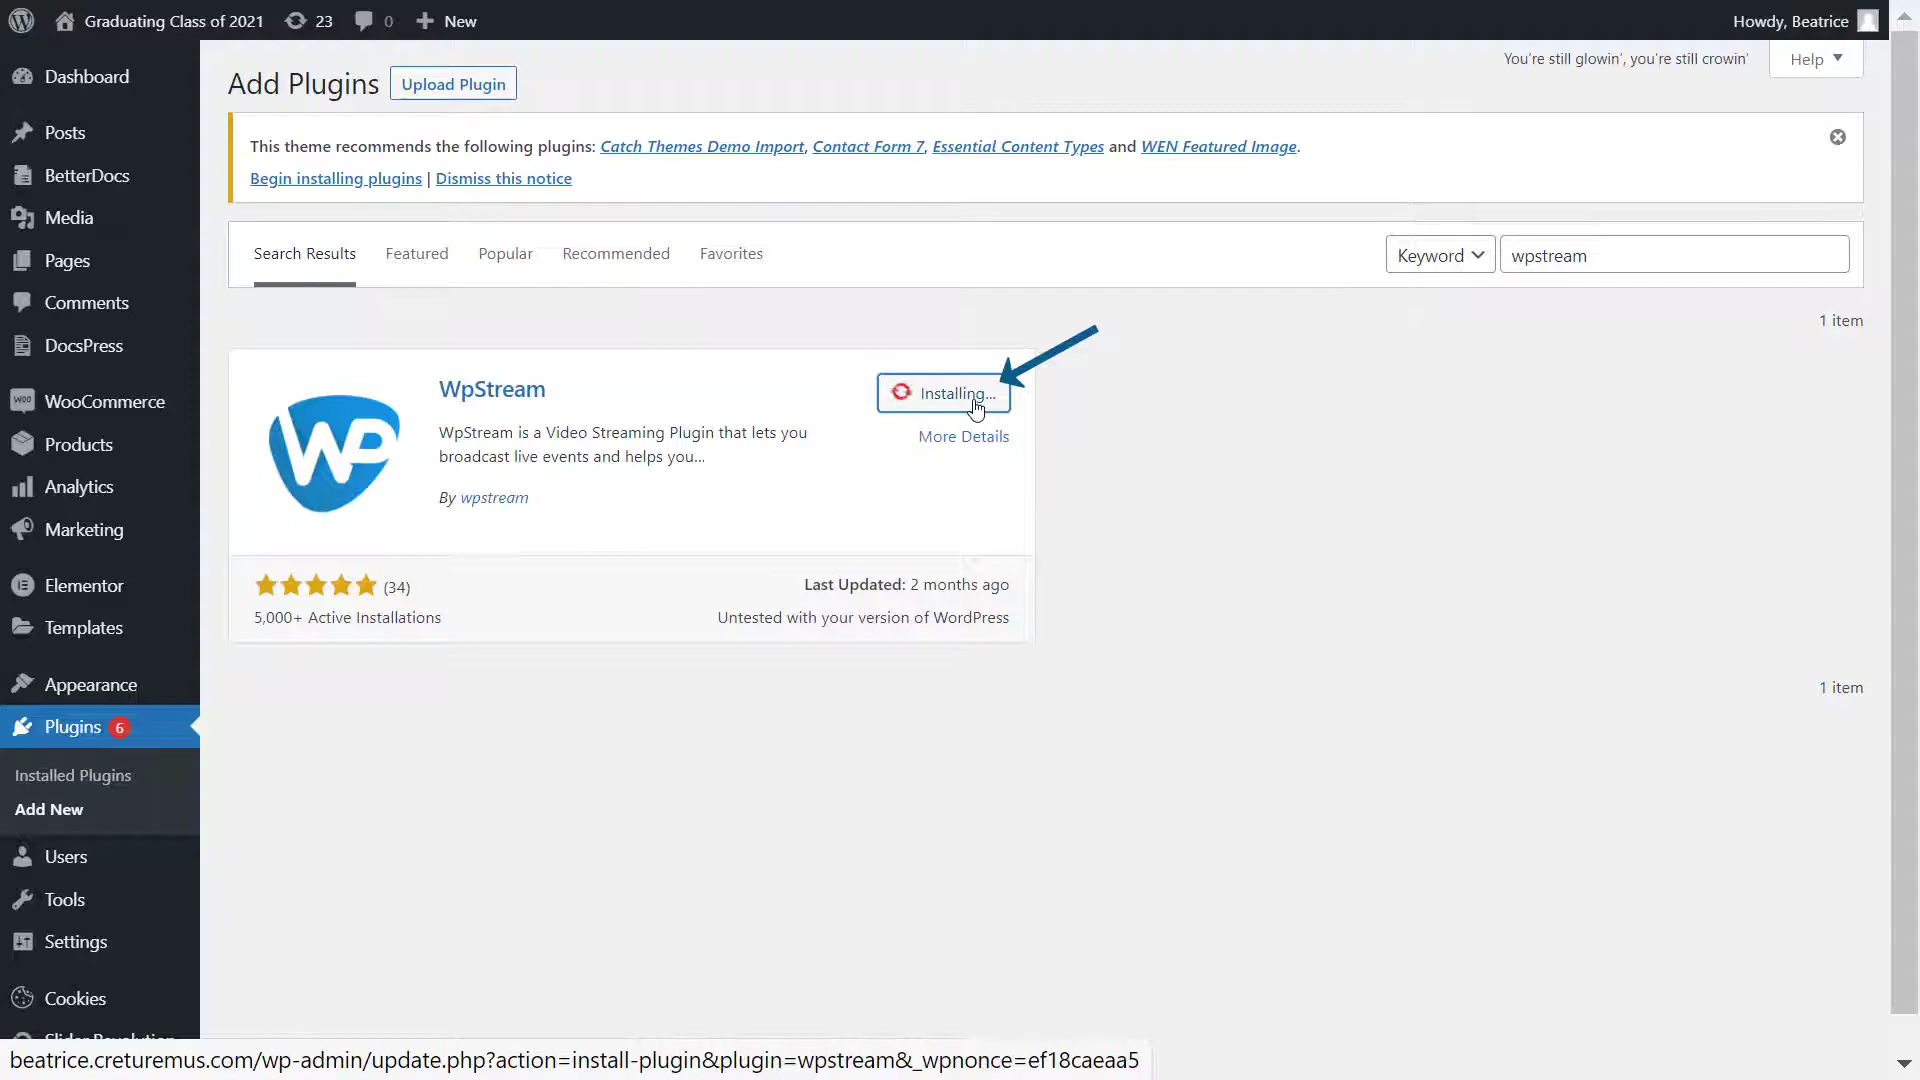 Graduating Class of 2021
23
0
New
Howdy, Beatrice
Dashboard
Posts
BetterDocs
Media
Pages
Comments
DocsPress
WOO
WooCommerce
Products
Analytics
Marketing
Elementor
Templates
Appearance
Plugins 6
Installed Plugins
Add New
Users
Tools
Settings
Cookies
Slider Revolution
You're still glowin', you're still crowin'
Help
Add Plugins
Upload Plugin
This theme recommends the following plugins: Catch Themes Demo Import, Contact Form 7, Essential Content Types and WEN Featured Image.
Begin installing plugins | Dismiss this notice
Search Results
Featured
Popular
Recommended
Favorites
Keyword
wpstream
1 item
WP
WpStream
Installing...
More Details
WpStream is a Video Streaming Plugin that lets you
broadcast live events and helps you...
By wpstream
(34)
Last Updated: 2 months ago
5,000+ Active Installations
Untested with your version of WordPress
1 item
beatrice.creturemus.com/wp-admin/update.php?action=install-plugin&plugin=wpstream&_wpnonce=ef18caeaa5